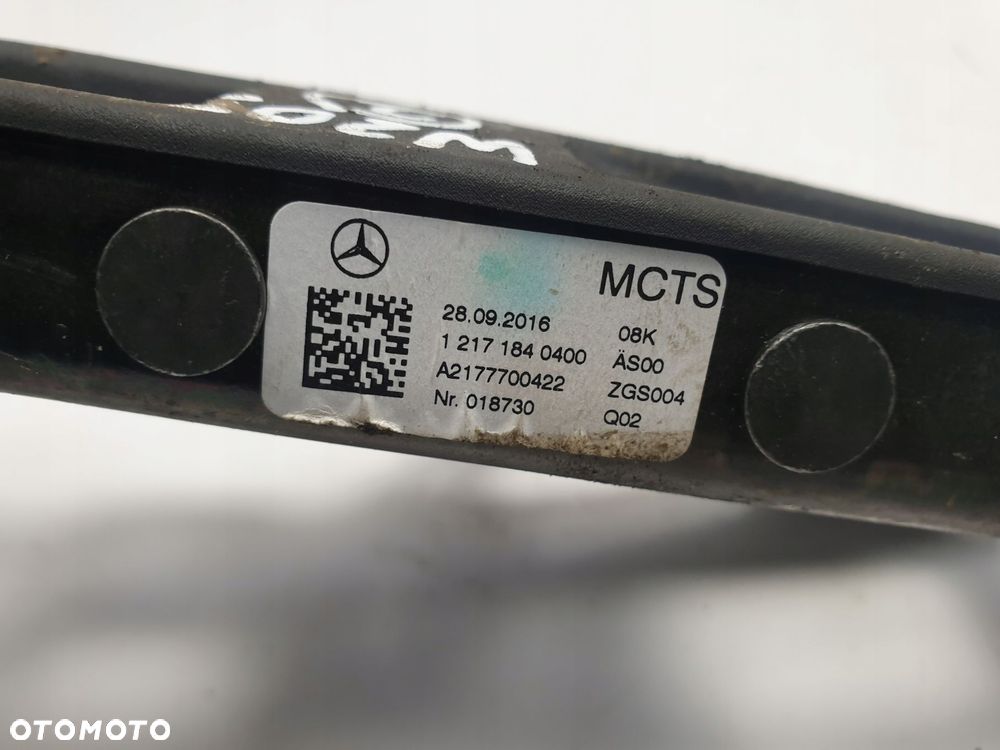 MCTS
28.09.2016 08K
1 217 184 0400 ÄS00
A2177700422 ZGS004
Nr. 018730 Q02
OTOMOTO